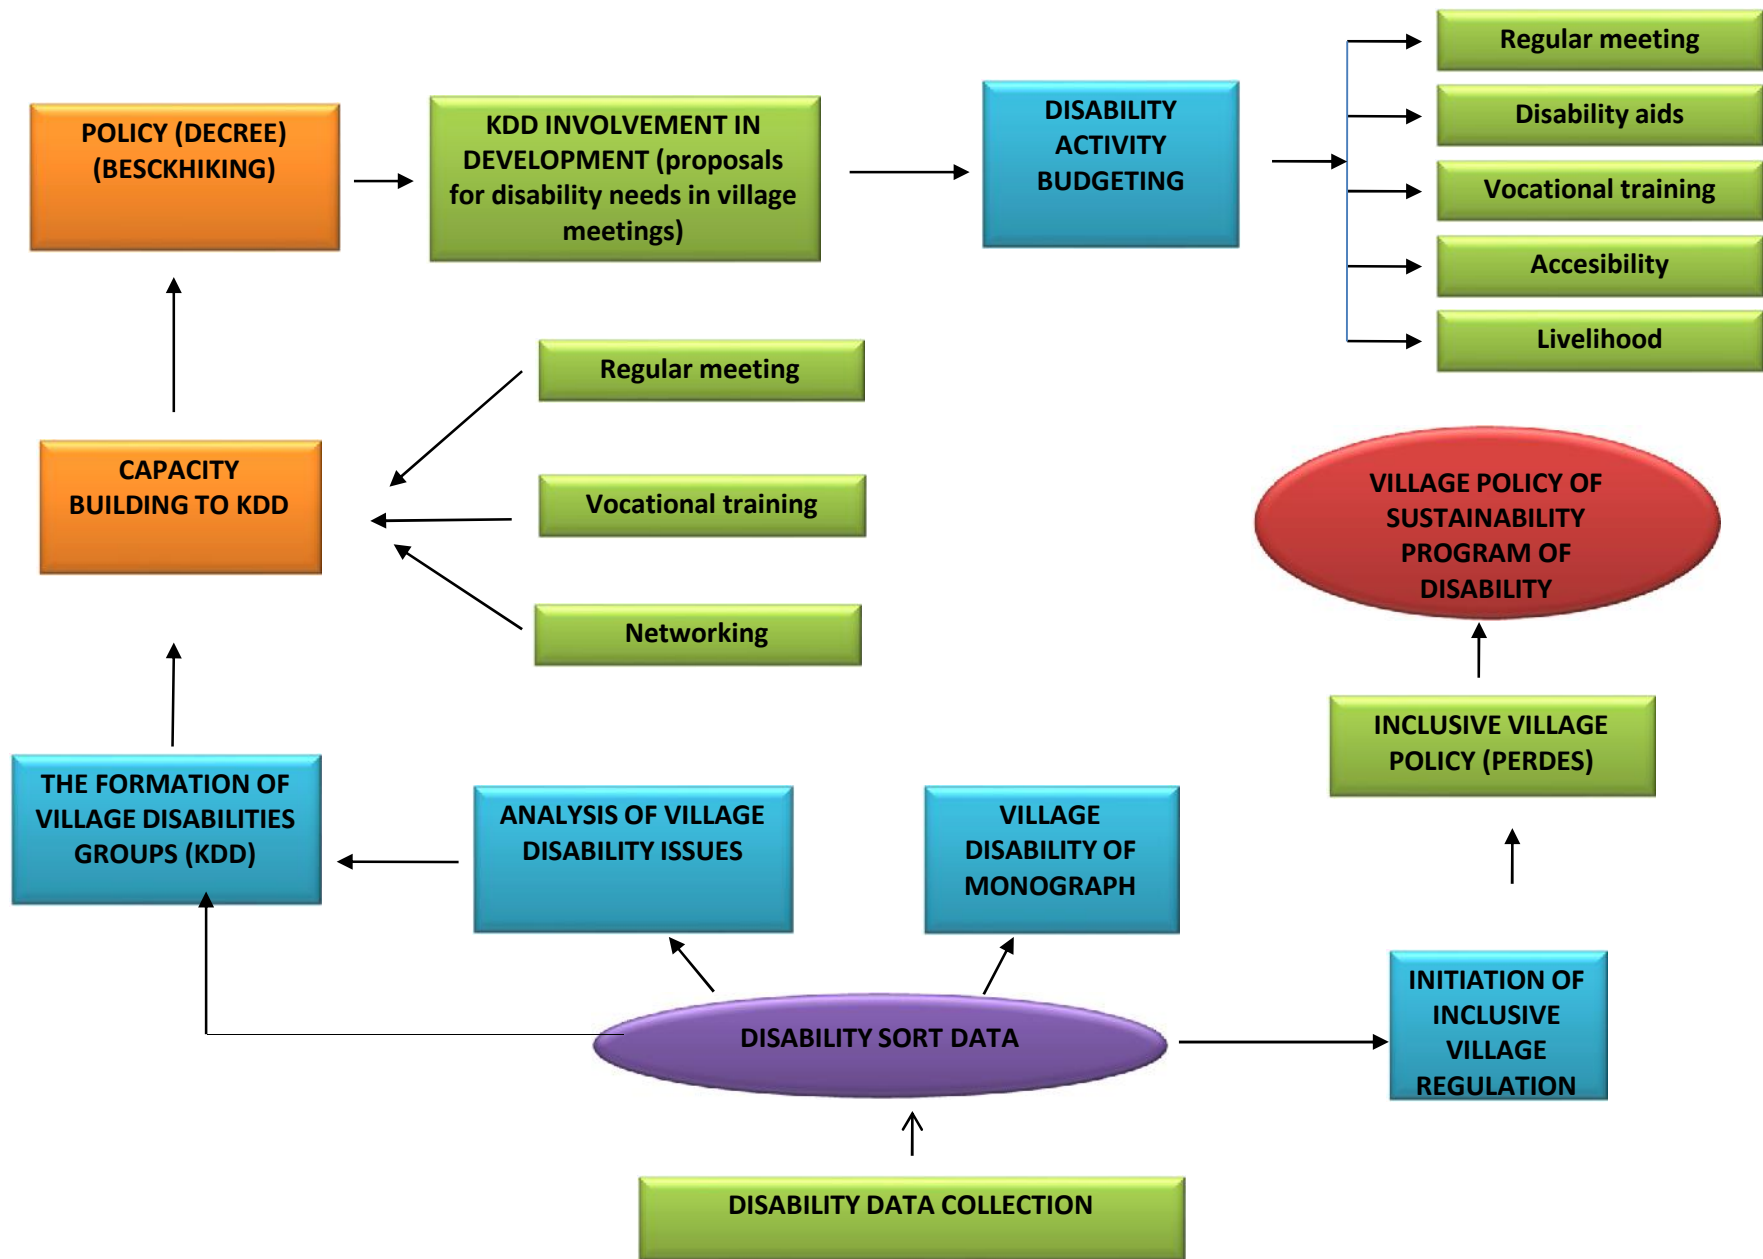 Regular meeting
POLICY (DECREE)
(BESCKHIKING)
KDD INVOLVEMENT IN
DEVELOPMENT (proposals
for disability needs in village
meetings)
DISABILITY
ACTIVITY
BUDGETING
Disability aids
Vocational training
Accesibility
Livelihood
Regular meeting
CAPACITY
BUILDING TO KDD
Vocational training
Networking
VILLAGE POLICY OF
SUSTAINABILITY
PROGRAM OF
DISABILITY
INCLUSIVE VILLAGE
POLICY (PERDES)
THE FORMATION OF
VILLAGE DISABILITIES
GROUPS (KDD)
ANALYSIS OF VILLAGE
DISABILITY ISSUES
VILLAGE
DISABILITY OF
MONOGRAPH
INITIATION OF
INCLUSIVE
VILLAGE
REGULATION
DISABILITY SORT DATA
DISABILITY DATA COLLECTION